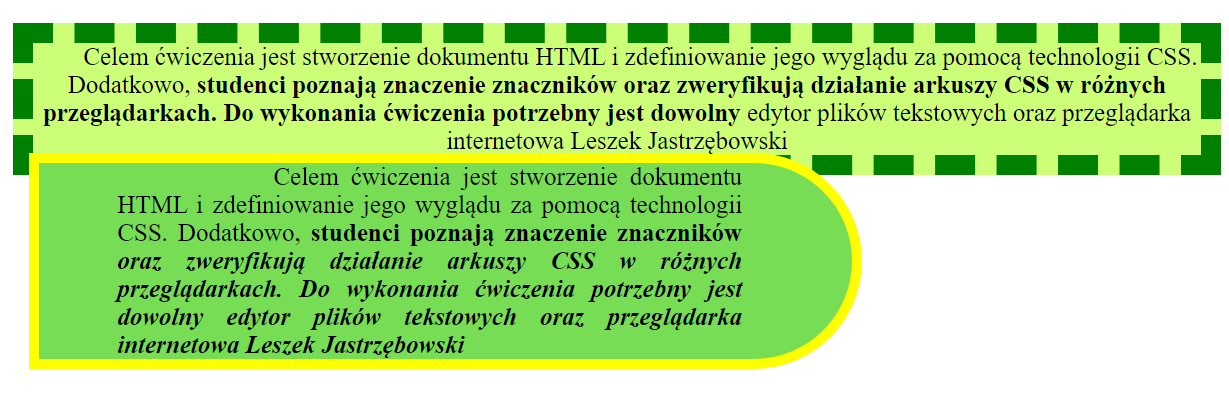 Celem ćwiczenia jest stworzenie dokumentu HTML i zdefiniowanie jego wyglądu za pomocą technologii CSS.
Dodatkowo, studenci poznają znaczenie znaczników oraz zweryfikują działanie arkuszy CSS w różnych
przeglądarkach. Do wykonania ćwiczenia potrzebny jest dowolny edytor plików tekstowych oraz przeglądarka
internetowa Leszek Jastrzębowski
Celem ćwiczenia jest stworzenie dokumentu
HTML i zdefiniowanie jego wyglądu za pomocą technologii
CSS. Dodatkowo, studenci poznają znaczenie znaczników
oraz zweryfikują działanie arkuszy CSS w różnych
przeglądarkach. Do wykonania ćwiczenia potrzebny jest
dowolny edytor plików tekstowych oraz przeglądarka
internetowa Leszek Jastrzębowski